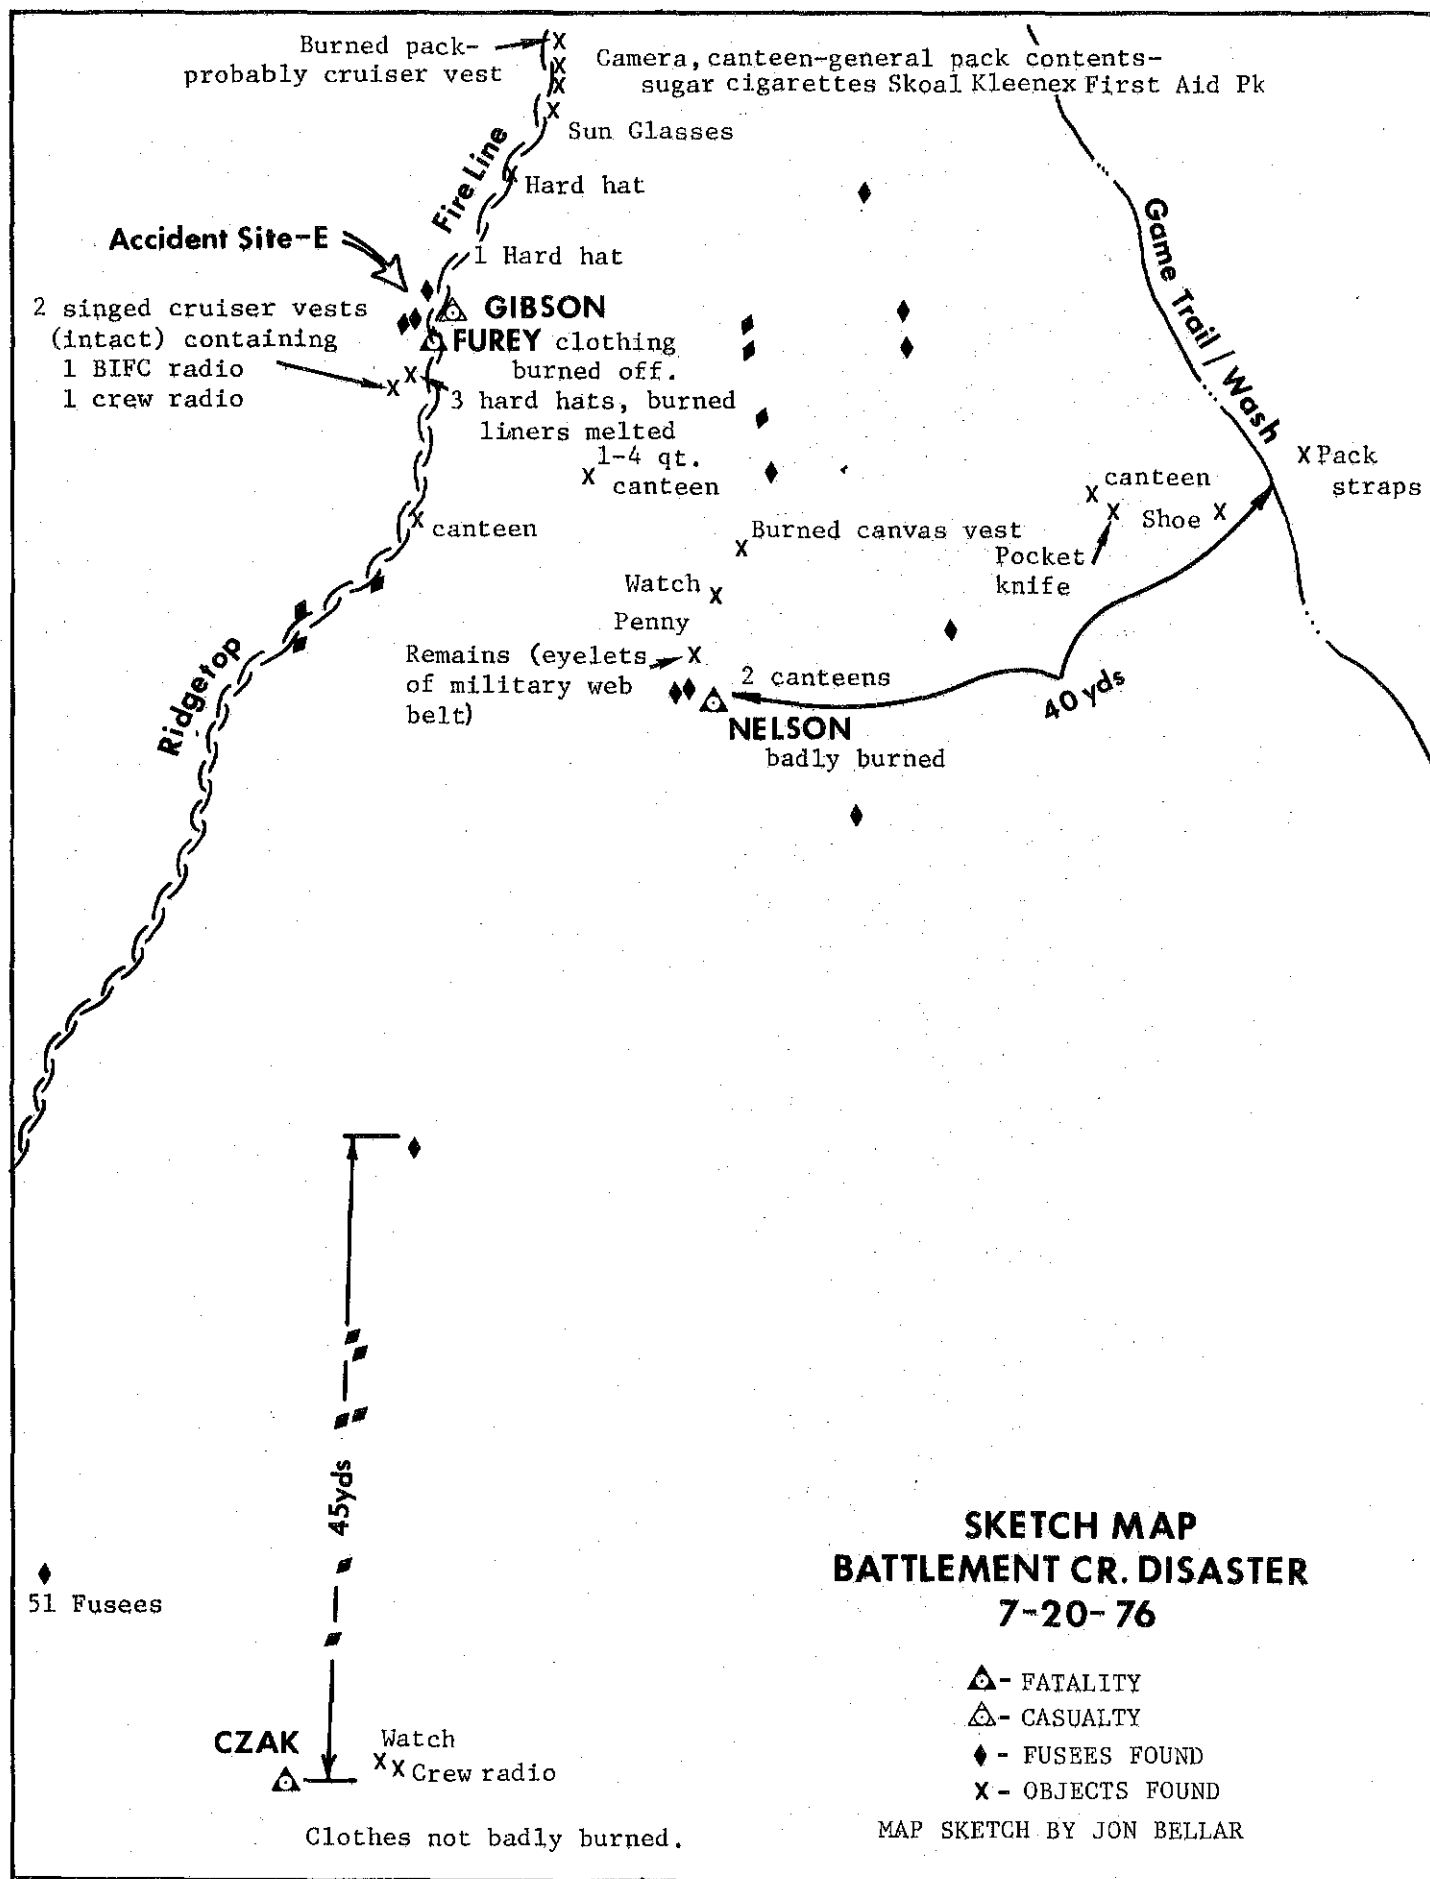 Burned pack-
probably cruiser vest
Camera, canteen-general pack contents-
sugar cigarettes Skoal Kleenex First Aid Pk
Sun Glasses
Fire Line
Hard hat
Game Trail / Wash
Accident Site-E
1 Hard hat
2 singed cruiser vests
(intact) containing
1 BIFC radio
1 crew radio
GIBSON
FUREY clothing
burned off.
3 hard hats, burned
liners melted
1-4 qt.
canteen
X Pack
straps
canteen
X
Shoe X
Pocket
knife
canteen
Burned canvas vest
Watch X
Penny
Remains (eyelets
of military web
belt)
2 canteens
40 yds
NELSON
badly burned
Ridgetop
45yds
51 Fusees
CZAK
Watch
XX Crew radio
Clothes not badly burned.
SKETCH MAP
BATTLEMENT CR. DISASTER
7-20-76
- FATALITY
- CASUALTY
- FUSEES FOUND
X - OBJECTS FOUND
MAP SKETCH BY JON BELLAR